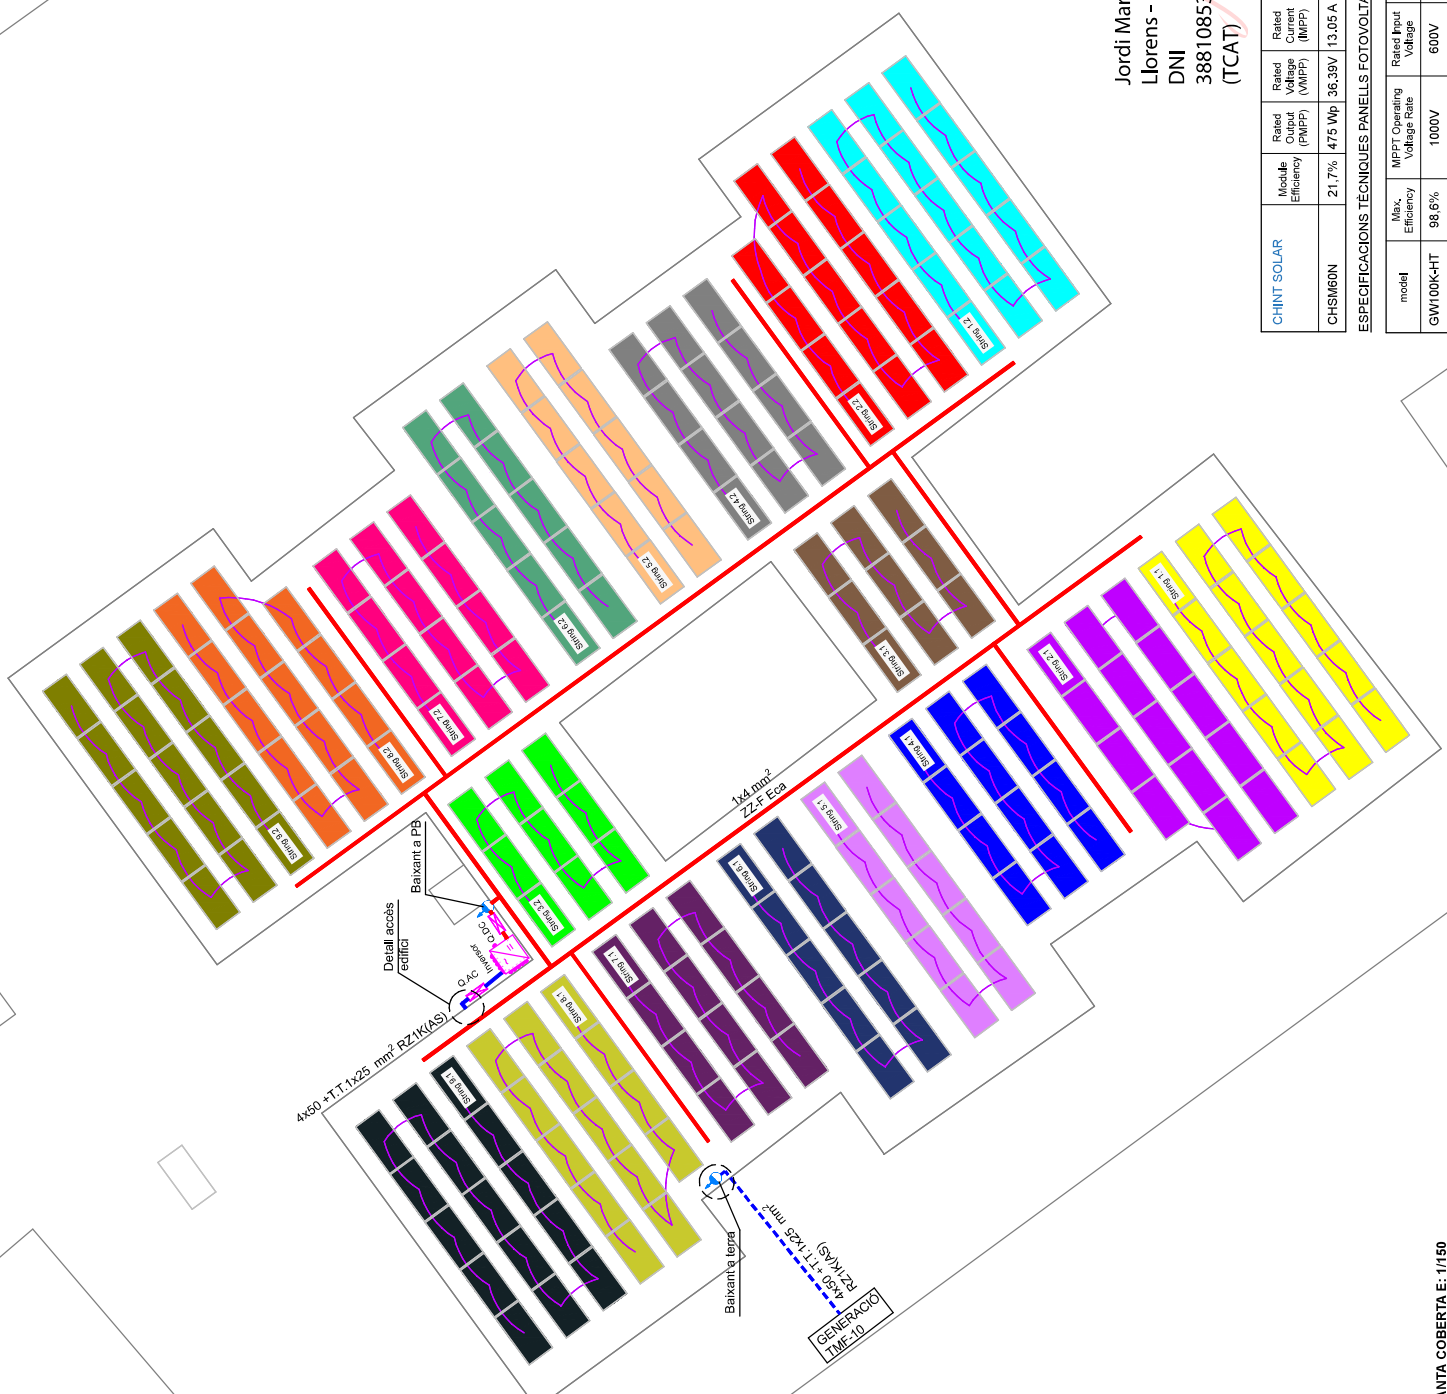 Jordi Mar
Llorens -
DNI
38810853
(TCAT)
CHINT SOLAR
Module
Efficiency
Rated
Output
(PMPP)
Rated
Voltage
(VMPP)
Rated
Current
(IMPP)
CHSM60N
21,7%
475 Wp
36.39V
13.05 A
ESPECIFICACIONS TÈCNIQUES PANELLS FOTOVOLTA
model
Max.
Efficiency
MPPT Operating
Voltage Rate
Rated Input
Voltage
GW100K-HT
98,6%
1000V
600V
String 1.2
String 2.2
String 4.2
String 5.2
String 6.2
String 7.2
String 8.2
String 9.2
String 3.1
String 3.2
String 1.1
String 2.1
String 4.1
String 5.1
String 6.1
String 7.1
String 8.1
String 9.1
1x4 mm²
ZZ-F Eca
Baixant a PB
Detall accès
edifici
Q.DC
Inversor
Q.AC
4x50 +T.T.1x25 mm² RZ1K(AS)
Baixant a terra
4x50 +T.T.1x25 mm²
RZ1K(AS)
GENERACIÓ
TMF-10
NTA COBERTA E: 1/150